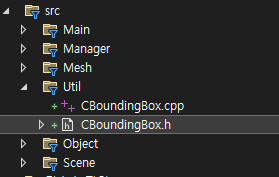 src
Main
Manager
Mesh
Util
CBoundingBox.cpp
CBoundingBox.h
Object
Scene